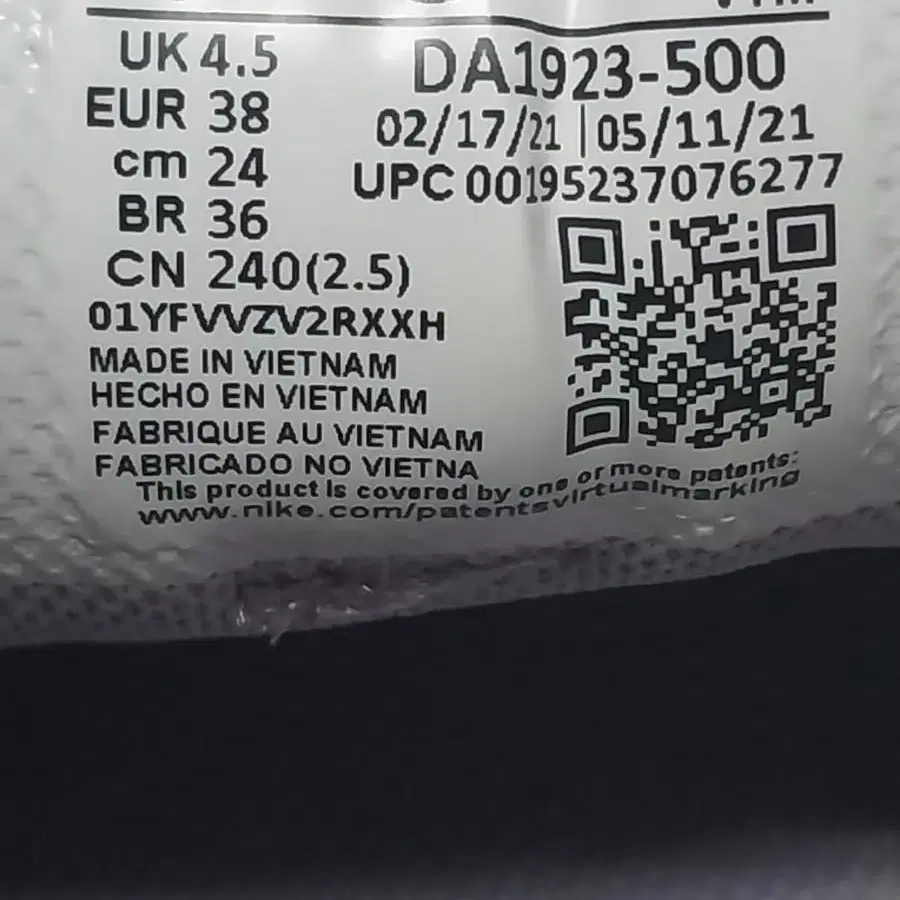 UK 4.5
EUR 38
cm 24
BR 36
CN 240(2.5)
DA1923-500
02/17/21 | 05/11/21
UPC 00195237076277
01YFVVZV2RXXH
MADE IN VIETNAM
HECHO EN VIETNAM
FABRIQUE AU VIETNAM
FABRICADO NO VIETNA
This product is covered by one or more patents:
www.nike.com/patentsvirtualmarking